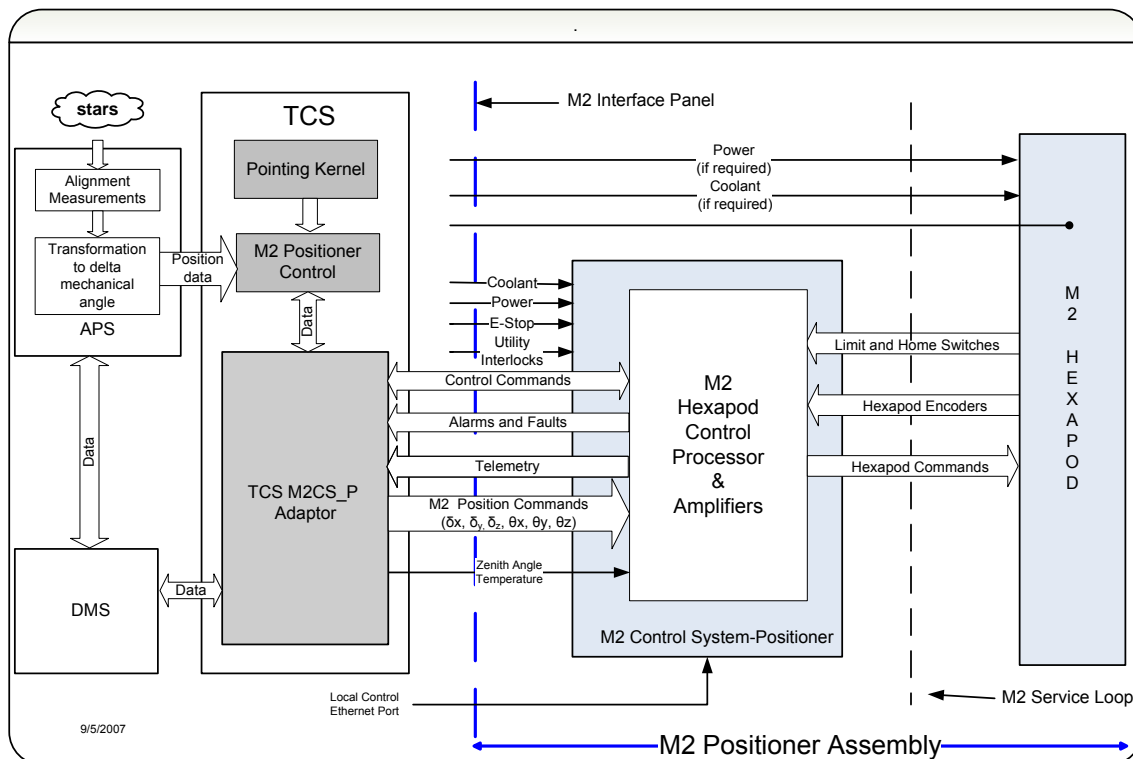 .
stars
TCS
M2 Interface Panel
Pointing Kernel
Alignment
Measurements
Transformation
to delta
mechanical
angle
APS
Position
data
M2 Positioner
Control
Data
Power
(if required)
Coolant
(if required)
Coolant
Power
E-Stop
Utility
Interlocks
Control Commands
Alarms and Faults
Telemetry
M2 Position Commands
(δx, δy, δz, θx, θy, θz)
Zenith Angle
Temperature
TCS M2CS_P
Adaptor
M2
Hexapod
Control
Processor
&
Amplifiers
M2 Control System-Positioner
Limit and Home Switches
Hexapod Encoders
Hexapod Commands
M
2
H
E
X
A
P
O
D
Data
DMS
Data
Local Control
Ethernet Port
M2 Service Loop
9/5/2007
M2 Positioner Assembly